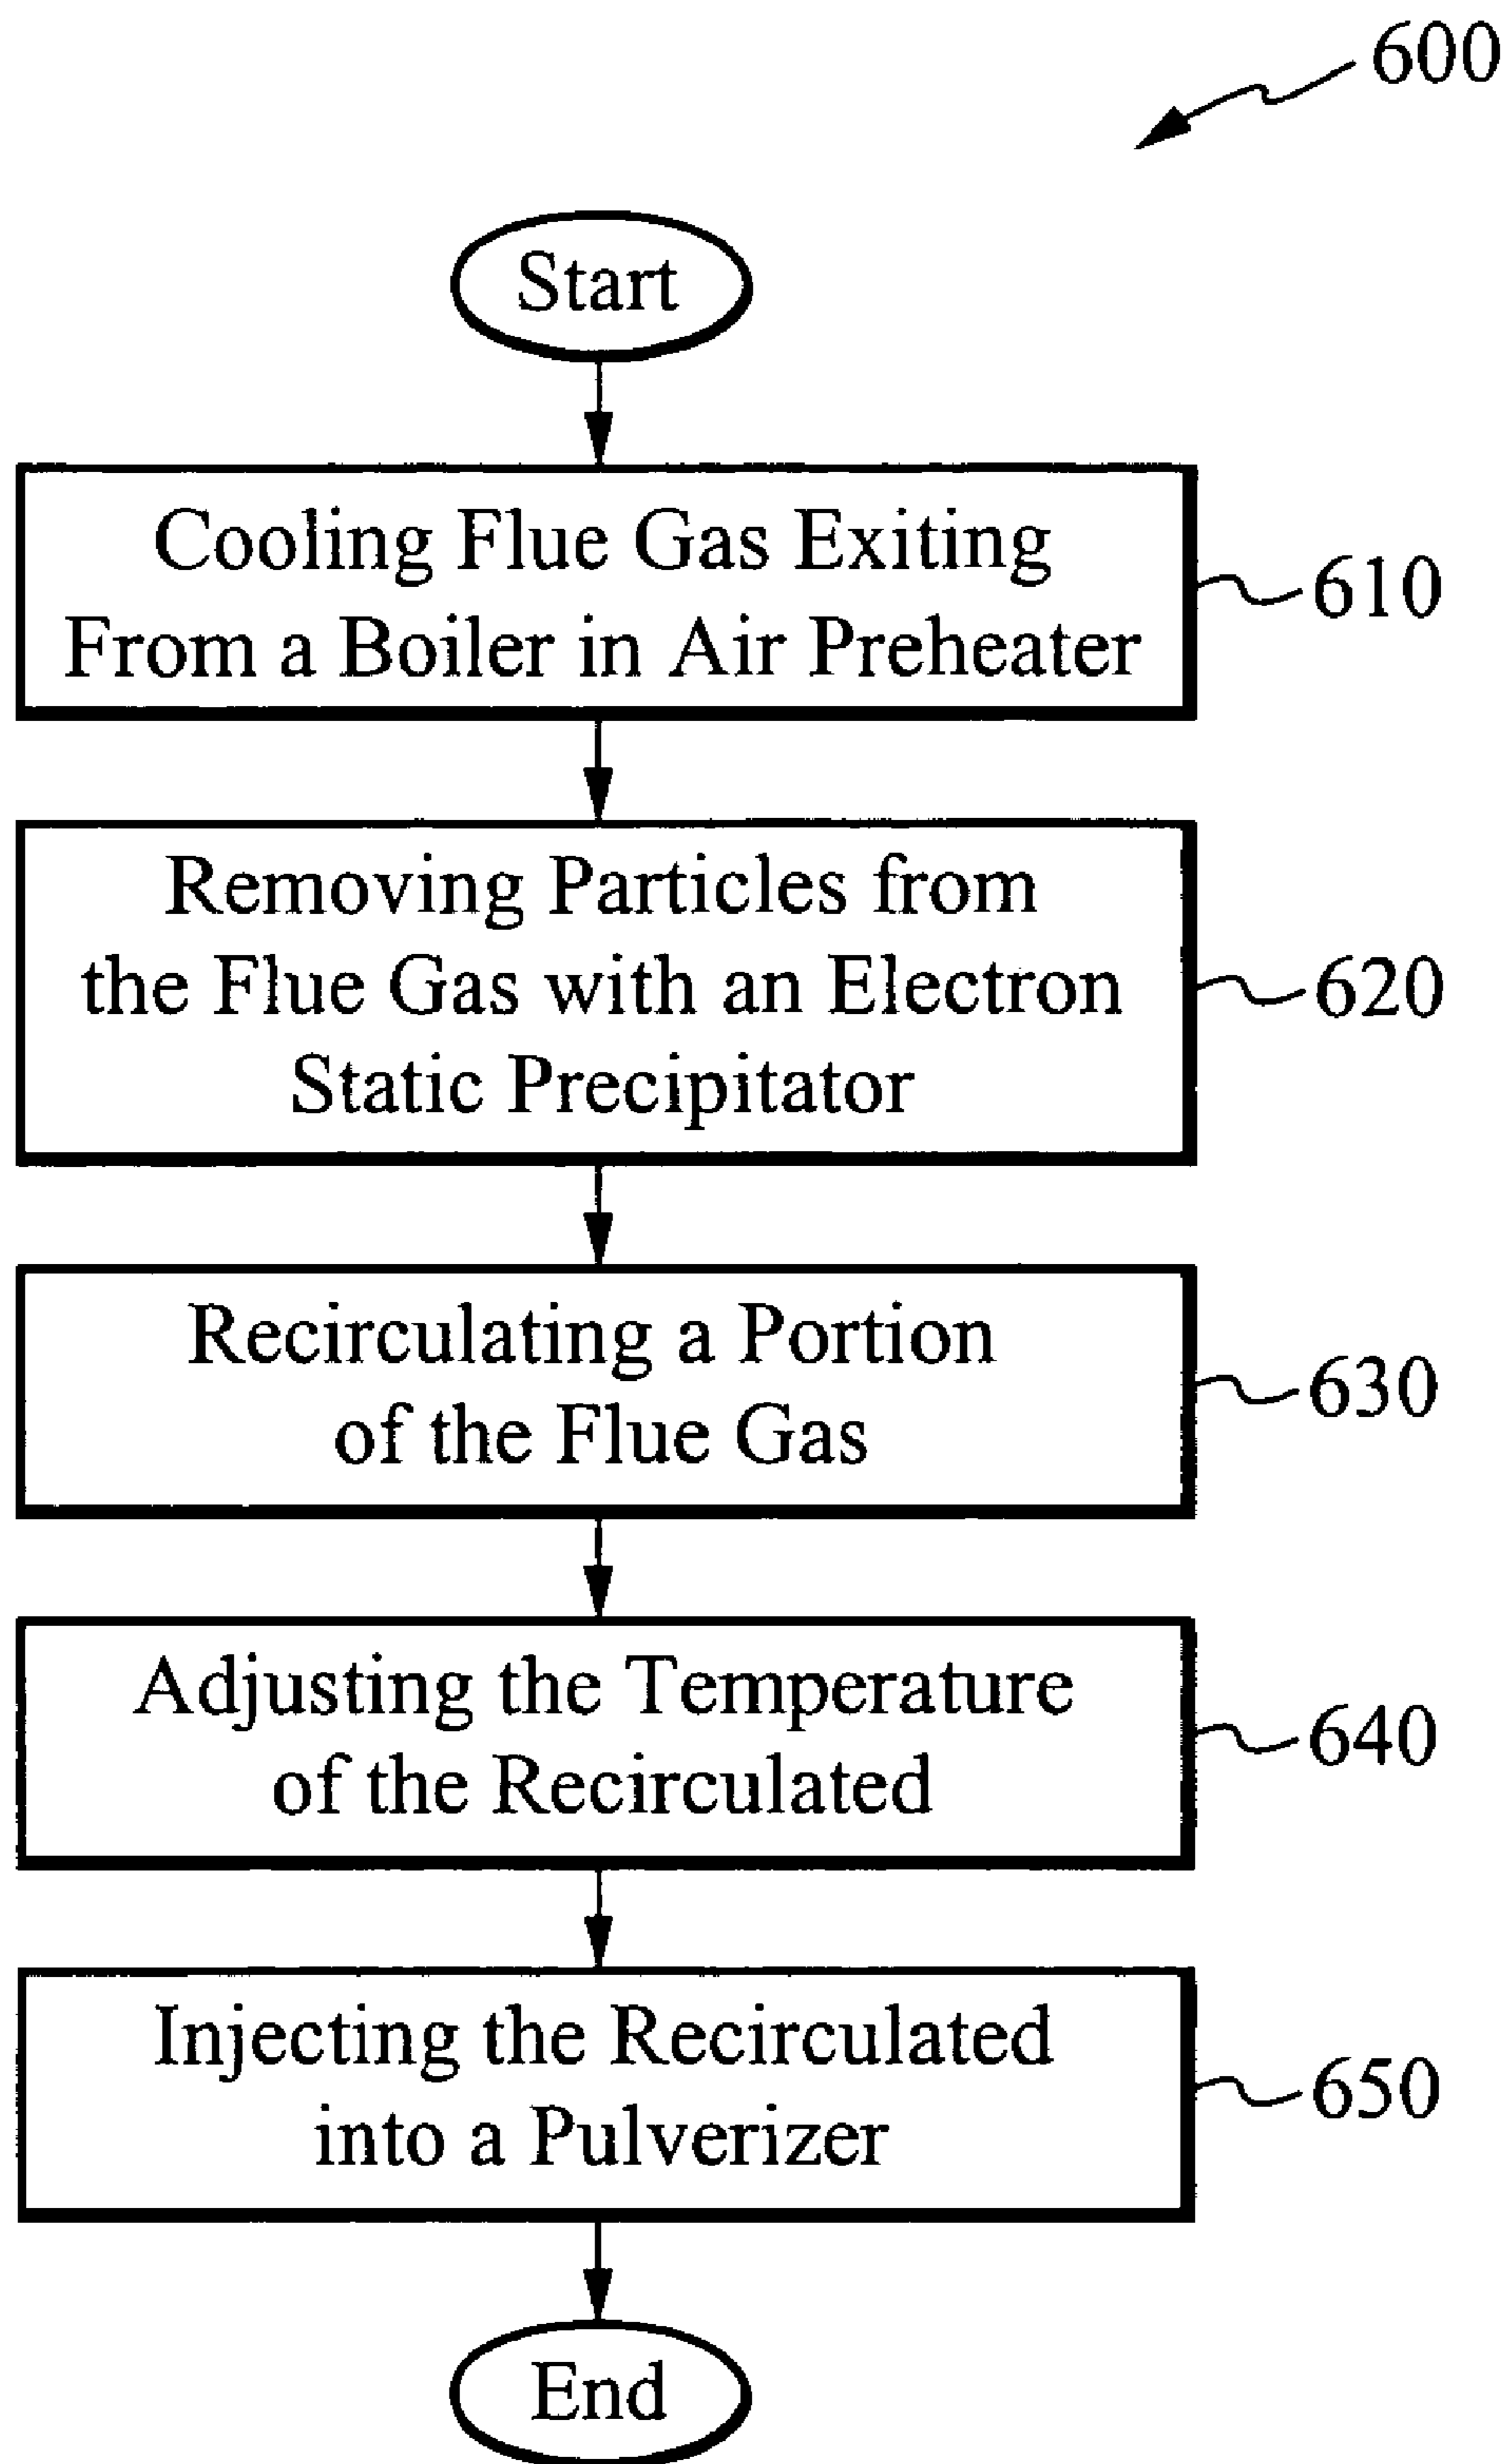 600
Start
Cooling Flue Gas Exiting
From a Boiler in Air Preheater
610
Removing Particles from
the Flue Gas with an Electron
Static Precipitator
620
Recirculating a Portion
of the Flue Gas
630
Adjusting the Temperature
of the Recirculated
640
Injecting the Recirculated
into a Pulverizer
650
End